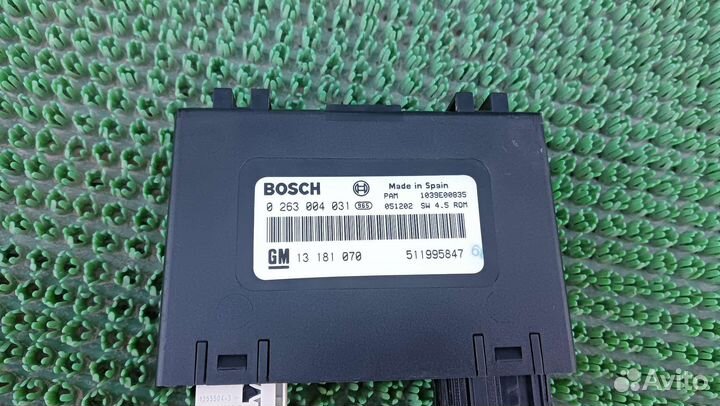 BOSCH Made in Spain
PAM 1039E00835
0 263 004 031 965 051202 SW 4.5 ROM
GM 13 181 070 511995847
Avito